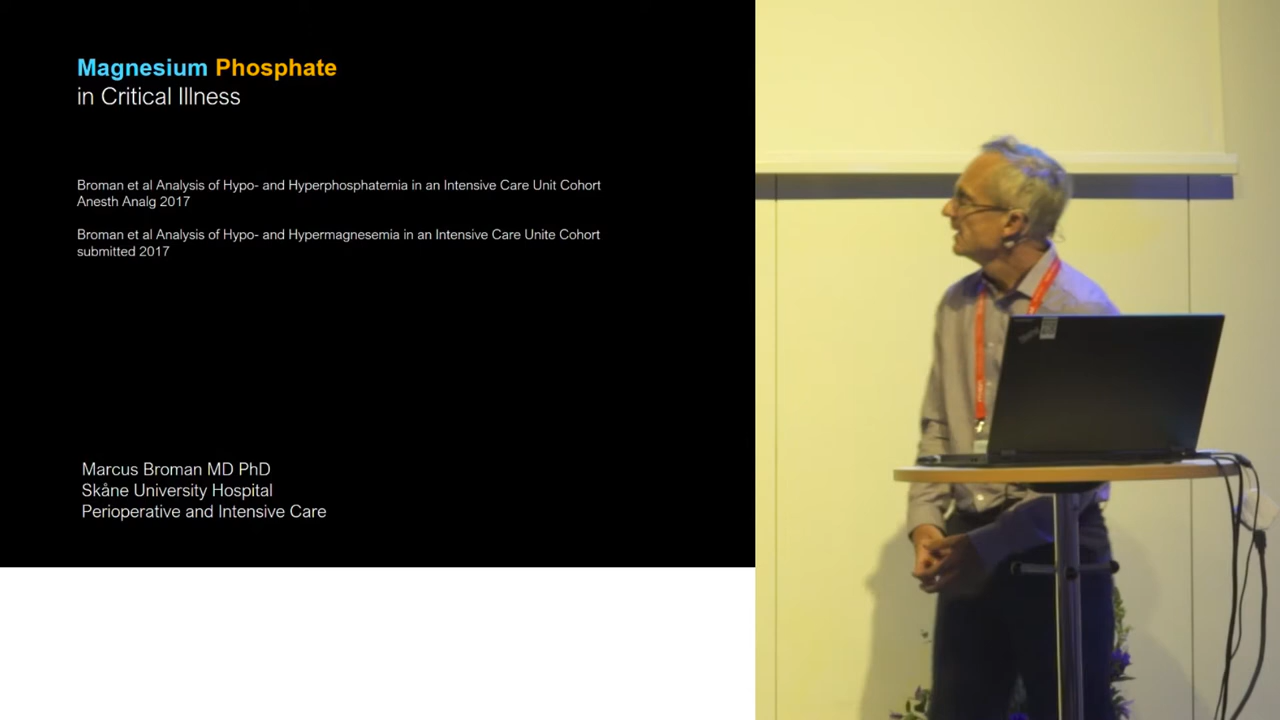 Magnesium Phosphate
in Critical Illness
Broman et al Analysis of Hypo- and Hyperphosphatemia in an Intensive Care Unit Cohort
Anesth Analg 2017
Broman et al Analysis of Hypo- and Hypermagnesemia in an Intensive Care Unite Cohort
submitted 2017
Marcus Broman MD PhD
Skåne University Hospital
Perioperative and Intensive Care
ThinkPad